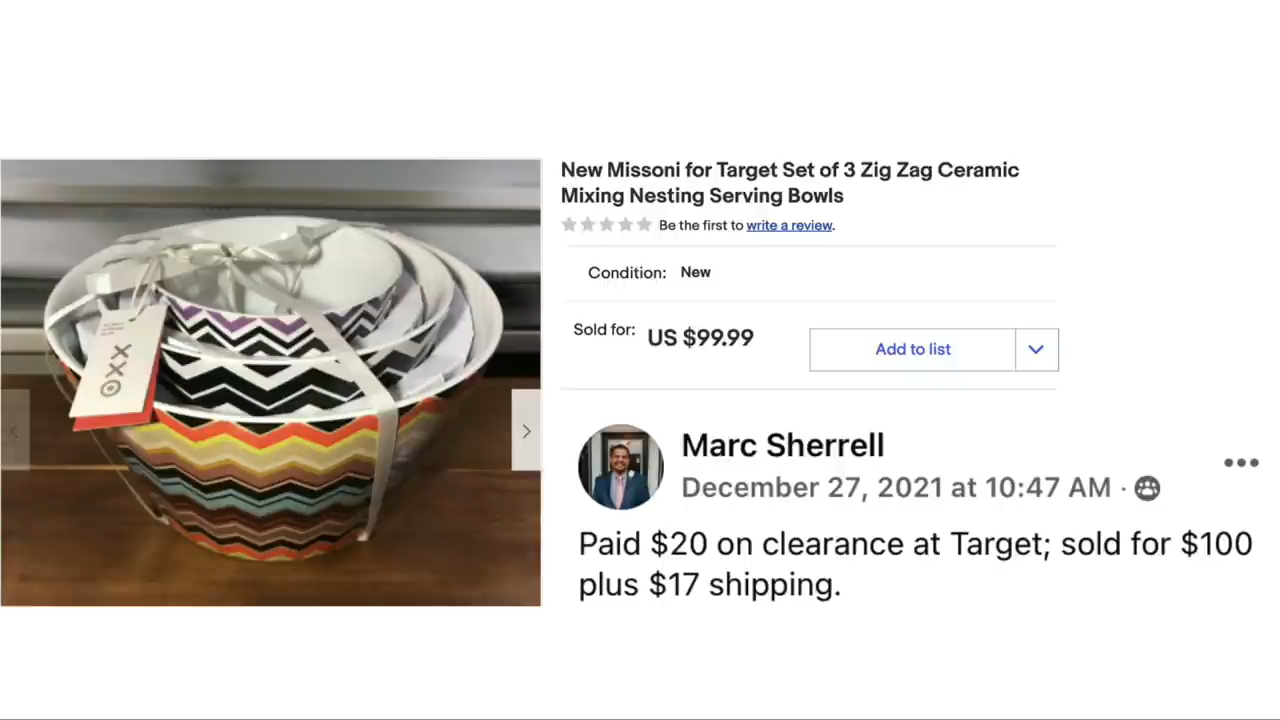 New Missoni for Target Set of 3 Zig Zag Ceramic
Mixing Nesting Serving Bowls
Be the first to write a review.
Condition: New
Sold for: US $99.99
Add to list
Marc Sherrell
December 27, 2021 at 10:47 AM ·
Paid $20 on clearance at Target; sold for $100
plus $17 shipping.